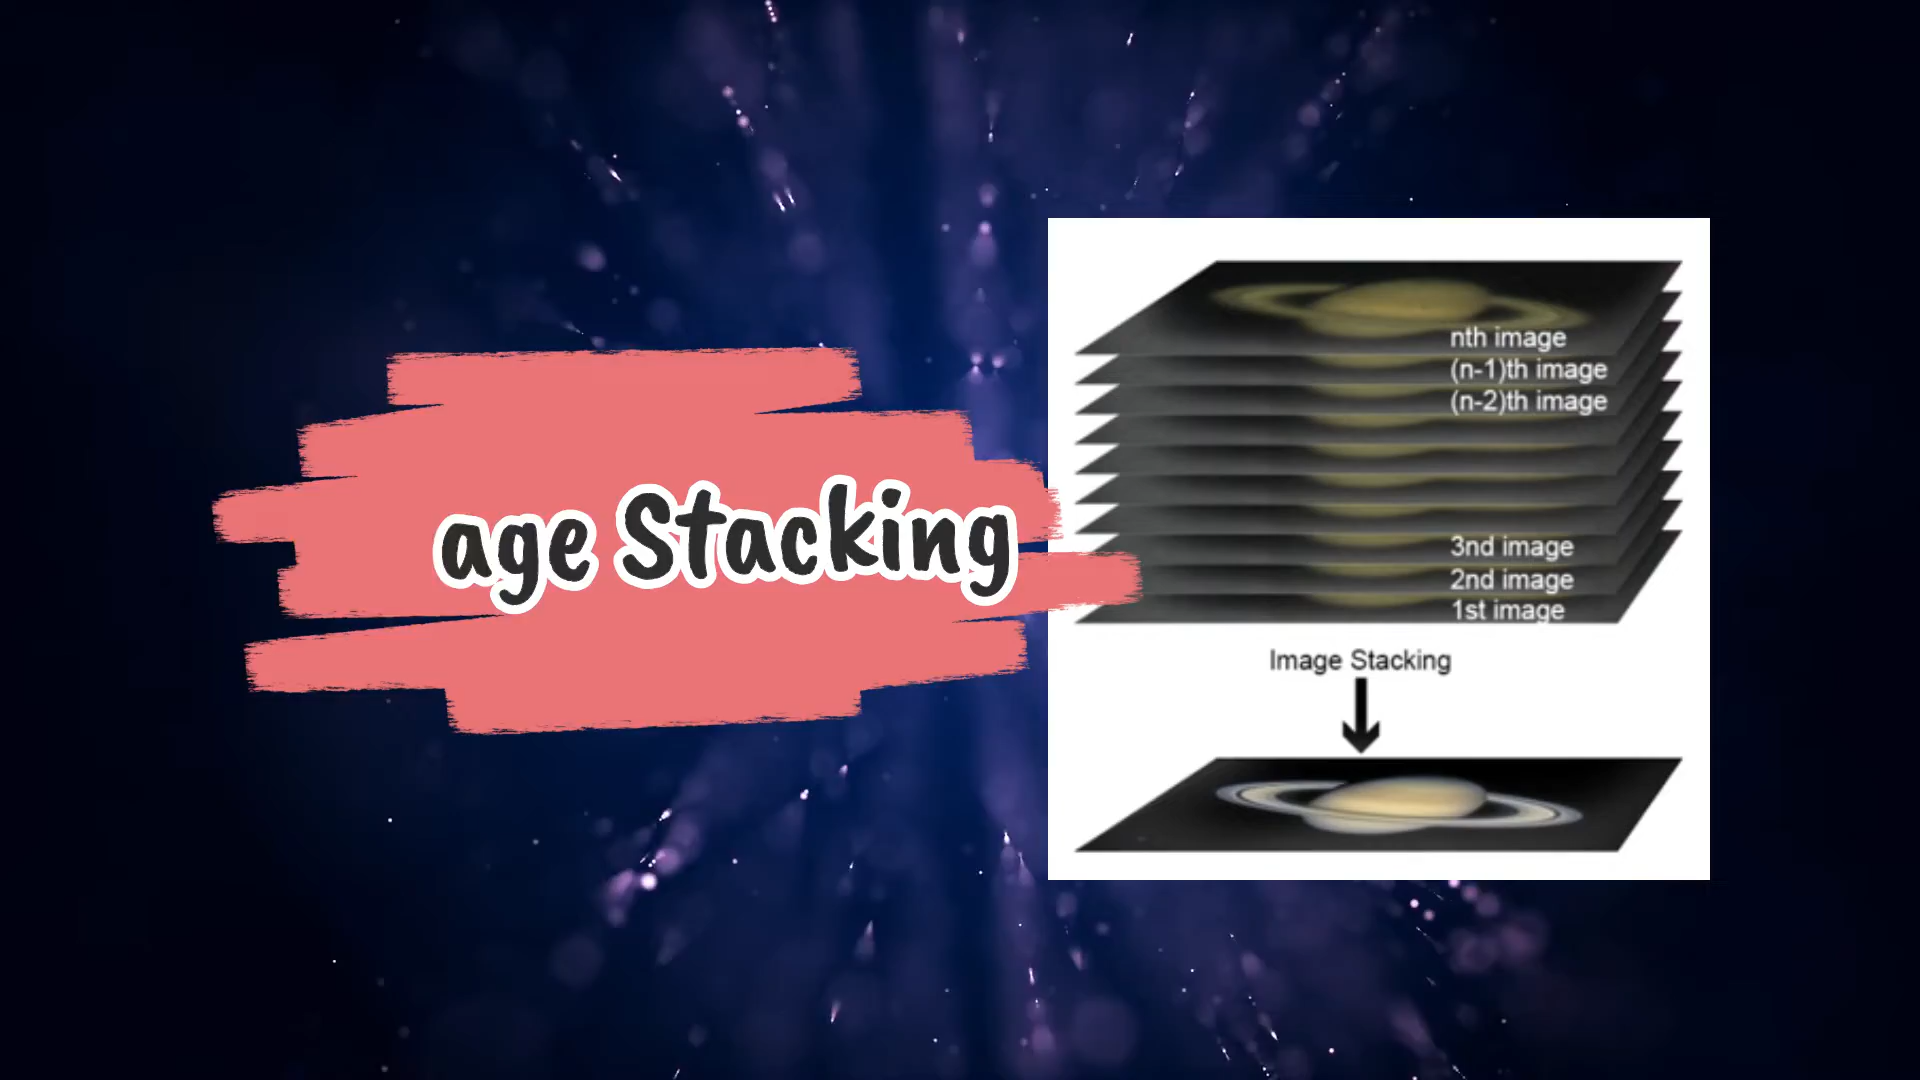 age Stacking
nth image
(n-1)th image
(n-2)th image
3nd image
2nd image
1st image
Image Stacking